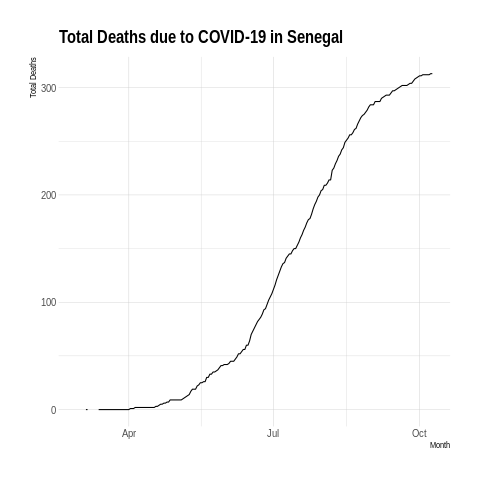 Total Deaths due to COVID-19 in Senegal
Total Deaths
300
200
100
0
Apr Jul Oct
Month